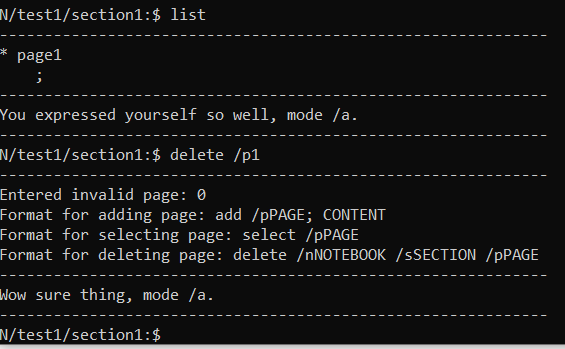 N/test1/section1:$ list
-------------------------------------------------------
* page1
    ;
-------------------------------------------------------
You expressed yourself so well, mode /a.
-------------------------------------------------------
N/test1/section1:$ delete /p1
-------------------------------------------------------
Entered invalid page: 0
Format for adding page: add /pPAGE; CONTENT
Format for selecting page: select /pPAGE
Format for deleting page: delete /nNOTEBOOK /sSECTION /pPAGE
-------------------------------------------------------
Wow sure thing, mode /a.
-------------------------------------------------------
N/test1/section1:$